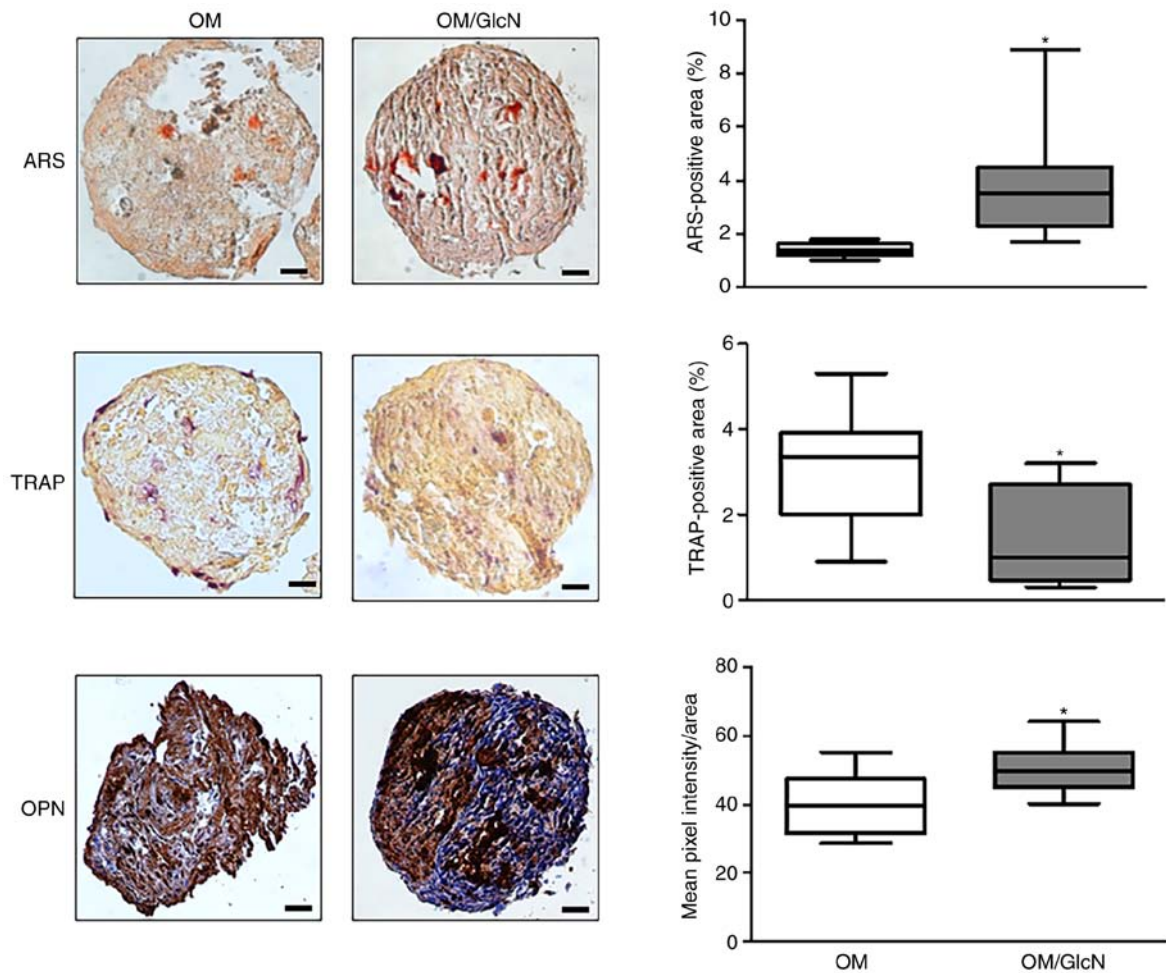 OM
OM/GlcN
ARS
TRAP
OPN
ARS-positive area (%)
10
8
6
4
2
0
*
TRAP-positive area (%)
6
4
2
0
*
Mean pixel intensity/area
80
60
40
20
0
*
OM
OM/GlcN